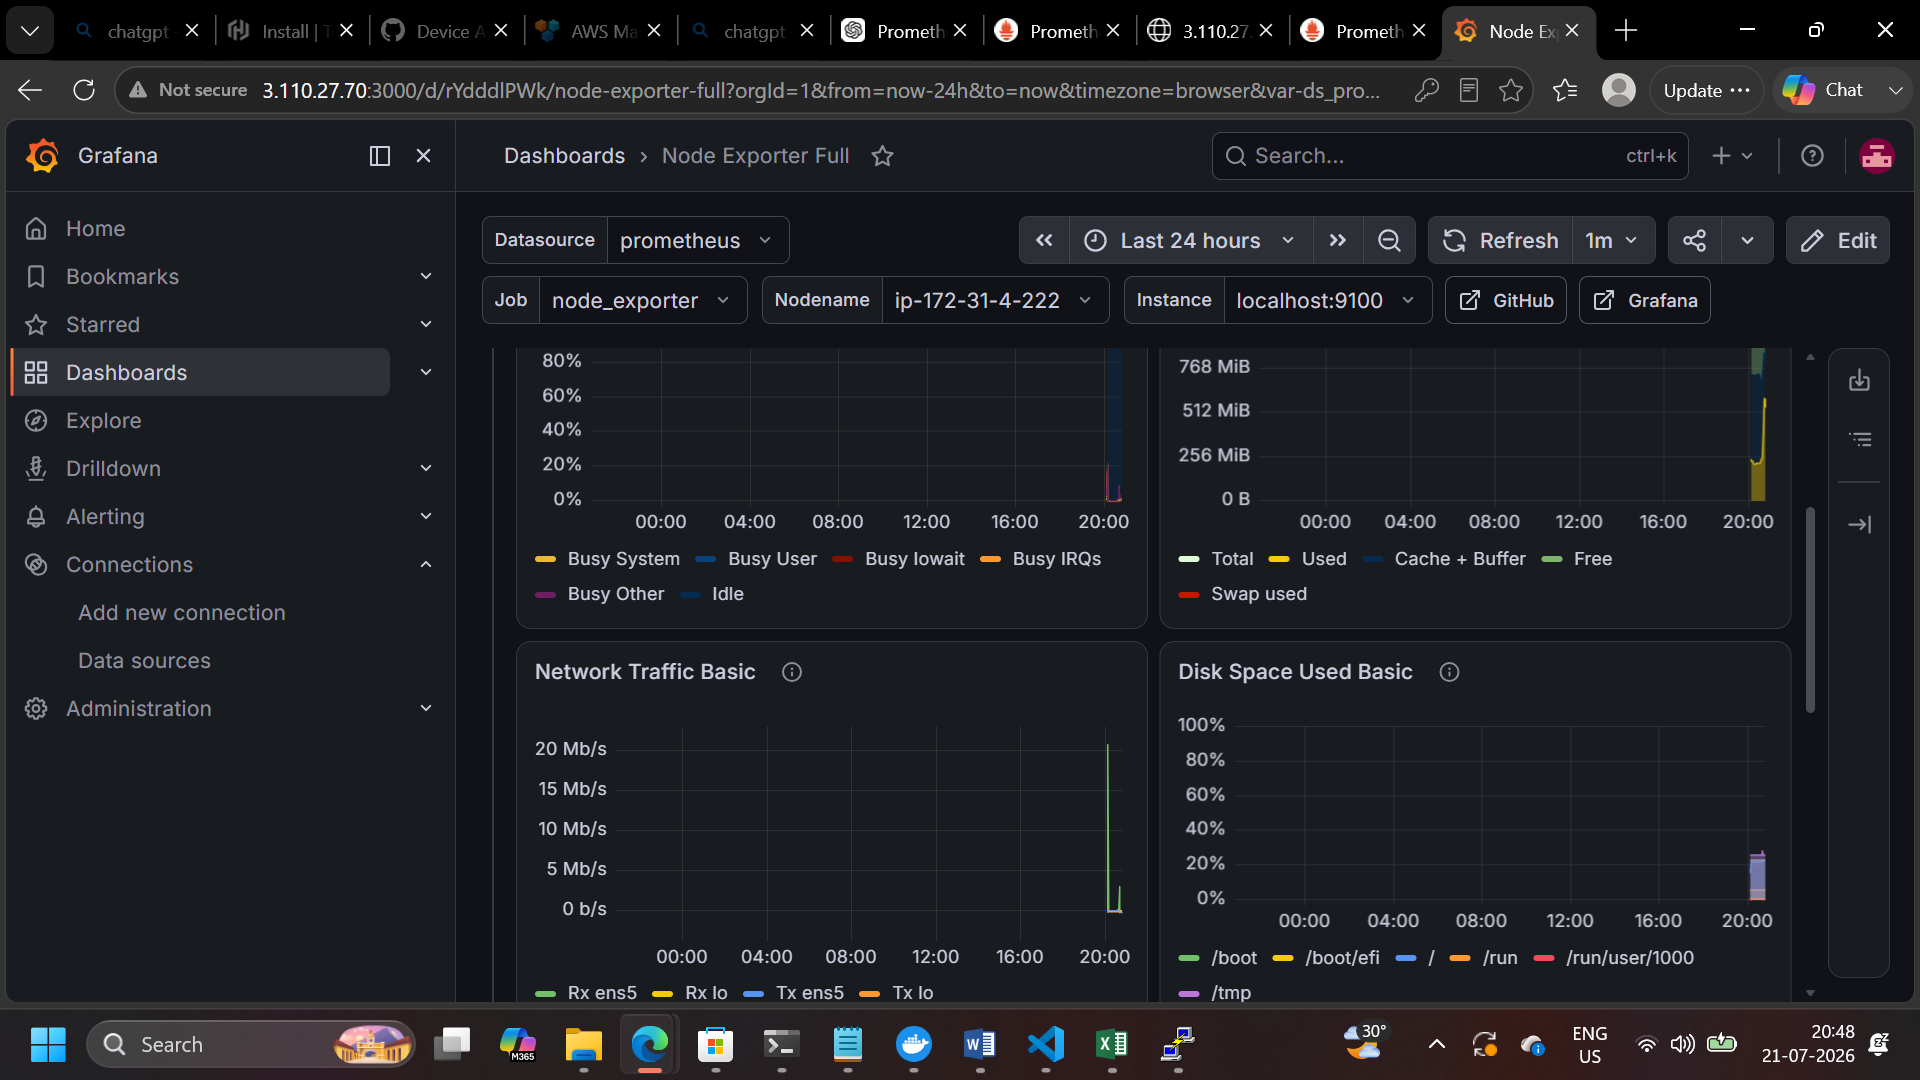 chatgpt
Install | T
Device A
AWS Ma
chatgpt
Prometh
Prometh
3.110.27.
Prometh
Node Ex
Not secure 3.110.27.70:3000/d/rYdddlPWk/node-exporter-full?orgId=1&from=now-24h&to=now&timezone=browser&var-ds_pro...
Update
Chat
Grafana
Dashboards › Node Exporter Full
Search... ctrl+k
Home
Bookmarks
Starred
Dashboards
Explore
Drilldown
Alerting
Connections
Add new connection
Data sources
Administration
Datasource prometheus
Last 24 hours
Refresh 1m
Edit
Job node_exporter
Nodename ip-172-31-4-222
Instance localhost:9100
GitHub
Grafana
80%
60%
40%
20%
0%
00:00 04:00 08:00 12:00 16:00 20:00
Busy System Busy User Busy Iowait Busy IRQs
Busy Other Idle
768 MiB
512 MiB
256 MiB
0 B
00:00 04:00 08:00 12:00 16:00 20:00
Total Used Cache + Buffer Free
Swap used
Network Traffic Basic
20 Mb/s
15 Mb/s
10 Mb/s
5 Mb/s
0 b/s
00:00 04:00 08:00 12:00 16:00 20:00
Rx ens5 Rx lo Tx ens5 Tx lo
Disk Space Used Basic
100%
80%
60%
40%
20%
0%
00:00 04:00 08:00 12:00 16:00 20:00
/boot /boot/efi / /run /run/user/1000
/tmp
Search
M365
30°
ENG
US
20:48
21-07-2026